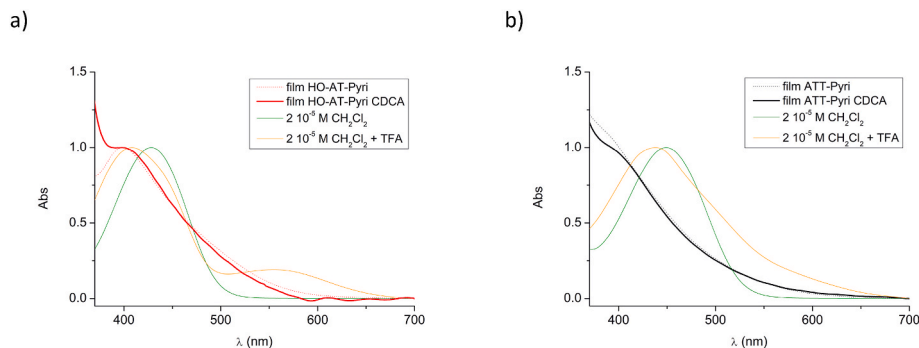 a)
1.5
1.0
0.5
0.0
Abs
film HO-AT-Pyri
film HO-AT-Pyri CDCA
2 10⁻⁵ M CH₂Cl₂
2 10⁻⁵ M CH₂Cl₂ + TFA
400 500 600 700
λ (nm)
b)
1.5
1.0
0.5
0.0
Abs
film ATT-Pyri
film ATT-Pyri CDCA
2 10⁻⁵ M CH₂Cl₂
2 10⁻⁵ M CH₂Cl₂ + TFA
400 500 600 700
λ (nm)